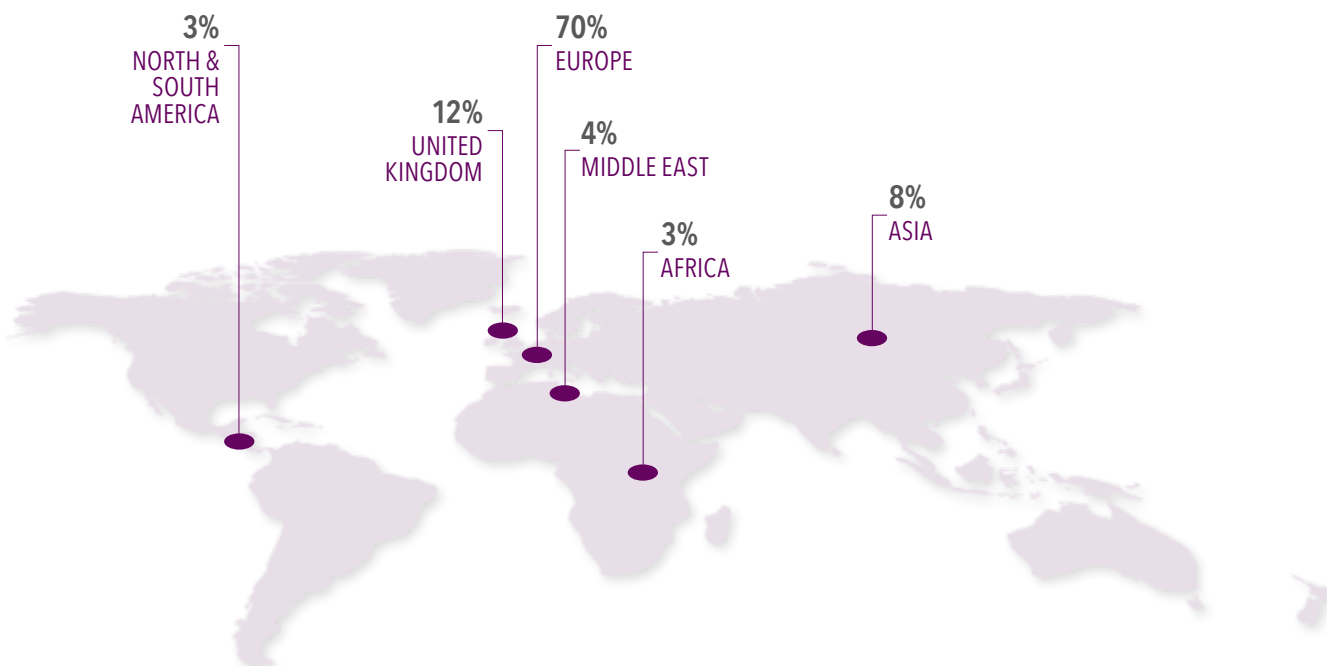 3%
NORTH &
SOUTH
AMERICA
70%
EUROPE
12%
UNITED
KINGDOM
4%
MIDDLE EAST
8%
ASIA
3%
AFRICA